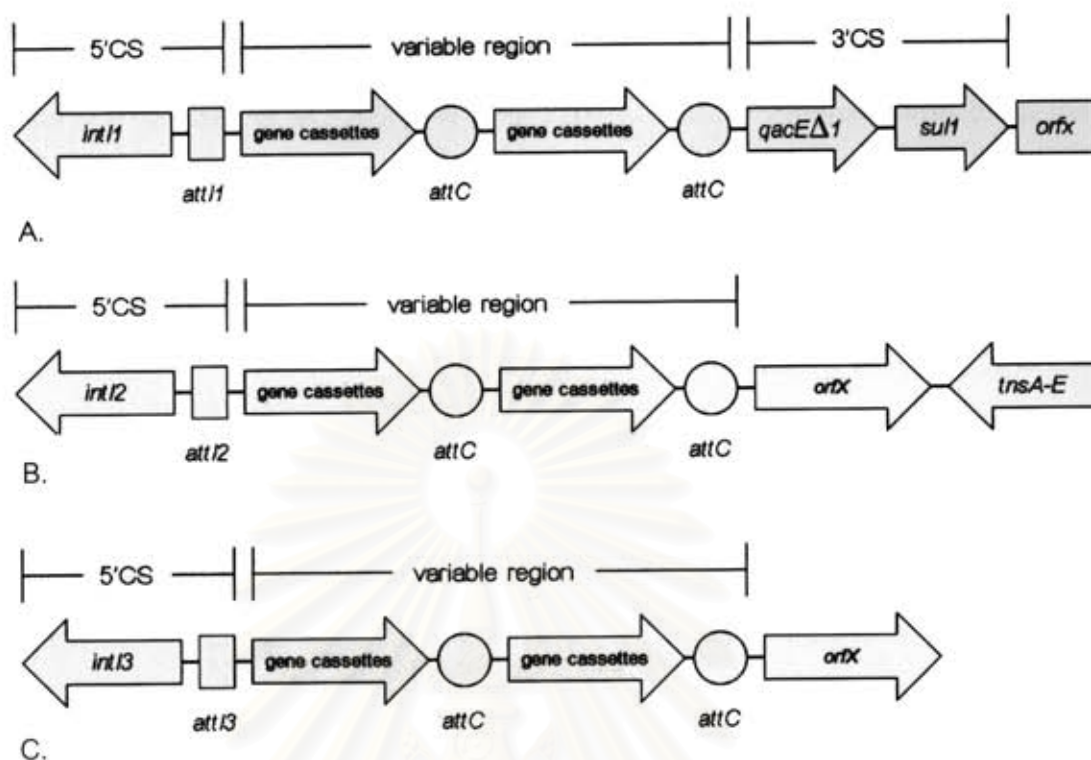 5'CS variable region 3'CS
intI1 gene cassettes gene cassettes qacEΔ1 sul1 orfx
attI1 attC attC
A.
5'CS variable region
intI2 gene cassettes gene cassettes orfX tnsA-E
attI2 attC attC
B.
5'CS variable region
intI3 gene cassettes gene cassettes orfX
attI3 attC attC
C.